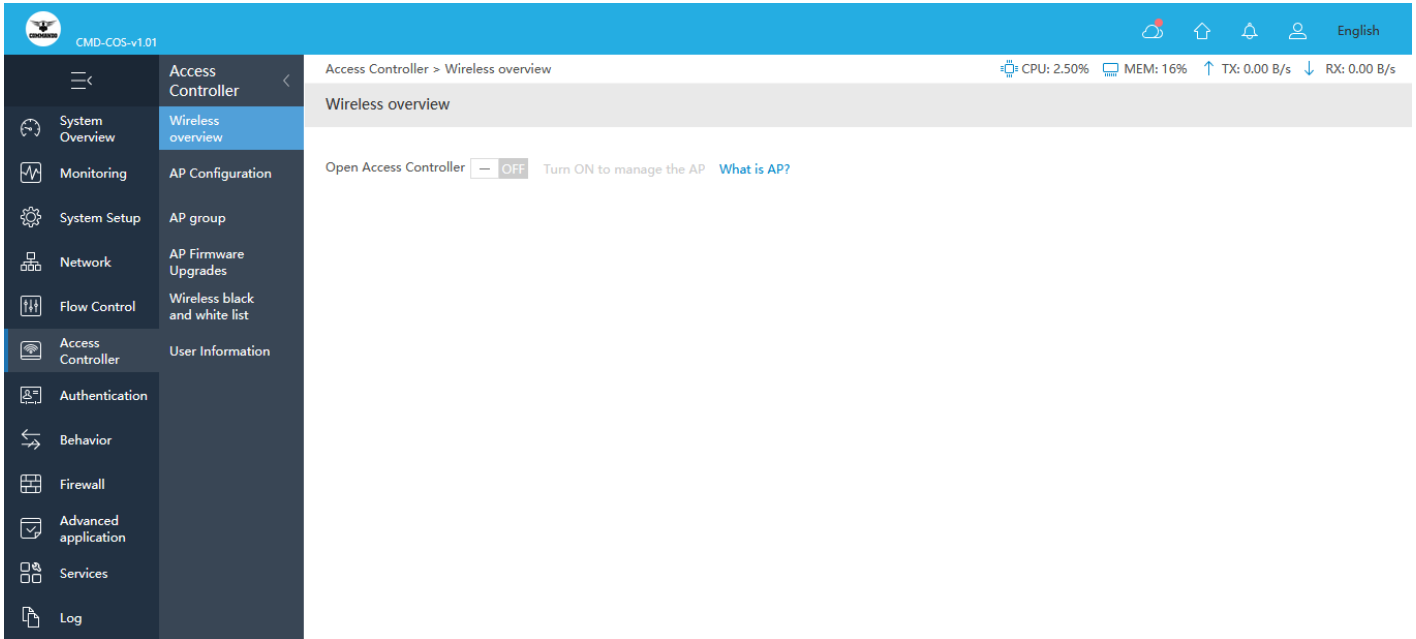 COMMANDO
CMD-COS-v1.01
English
Access
Controller
Wireless
overview
AP Configuration
AP group
AP Firmware
Upgrades
Wireless black
and white list
User Information
System
Overview
Monitoring
System Setup
Network
Flow Control
Access
Controller
Authentication
Behavior
Firewall
Advanced
application
Services
Log
Access Controller > Wireless overview
CPU: 2.50% MEM: 16% TX: 0.00 B/s RX: 0.00 B/s
Wireless overview
Open Access Controller OFF Turn ON to manage the AP What is AP?